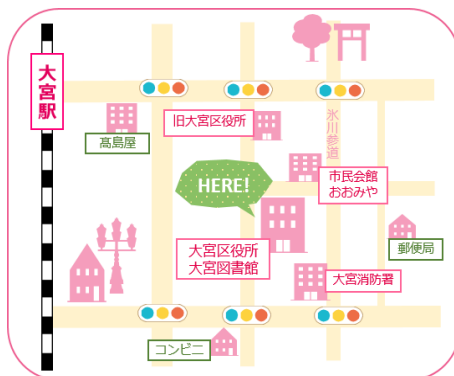 大宮駅
髙島屋
旧大宮区役所
氷川参道
市民会館
おおみや
HERE!
大宮区役所
大宮図書館
郵便局
大宮消防署
コンビニ